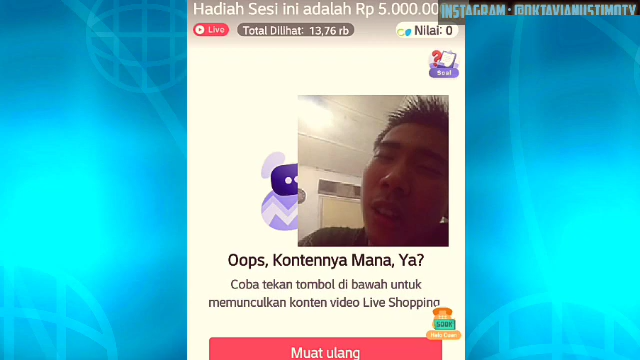 Hadiah Sesi ini adalah Rp 5.000.00
INSTAGRAM : @OKTAVIANUSTIMOTY
Live
Total Dilihat: 13,76 rb
Nilai: 0
Soal
Oops, Kontennya Mana, Ya?
Coba tekan tombol di bawah untuk
memunculkan konten video Live Shopping
500K
Muat ulang